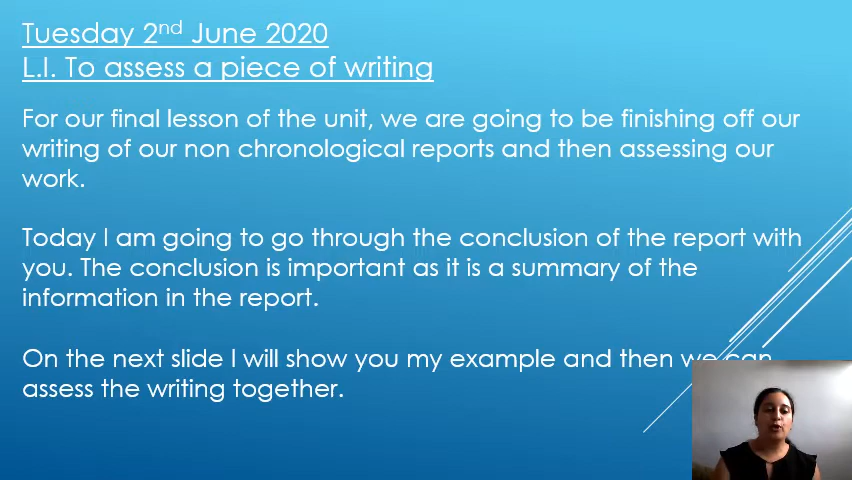 Tuesday 2nd June 2020
L.I. To assess a piece of writing
For our final lesson of the unit, we are going to be finishing off our
writing of our non chronological reports and then assessing our
work.
Today I am going to go through the conclusion of the report with
you. The conclusion is important as it is a summary of the
information in the report.
On the next slide I will show you my example and then we can
assess the writing together.